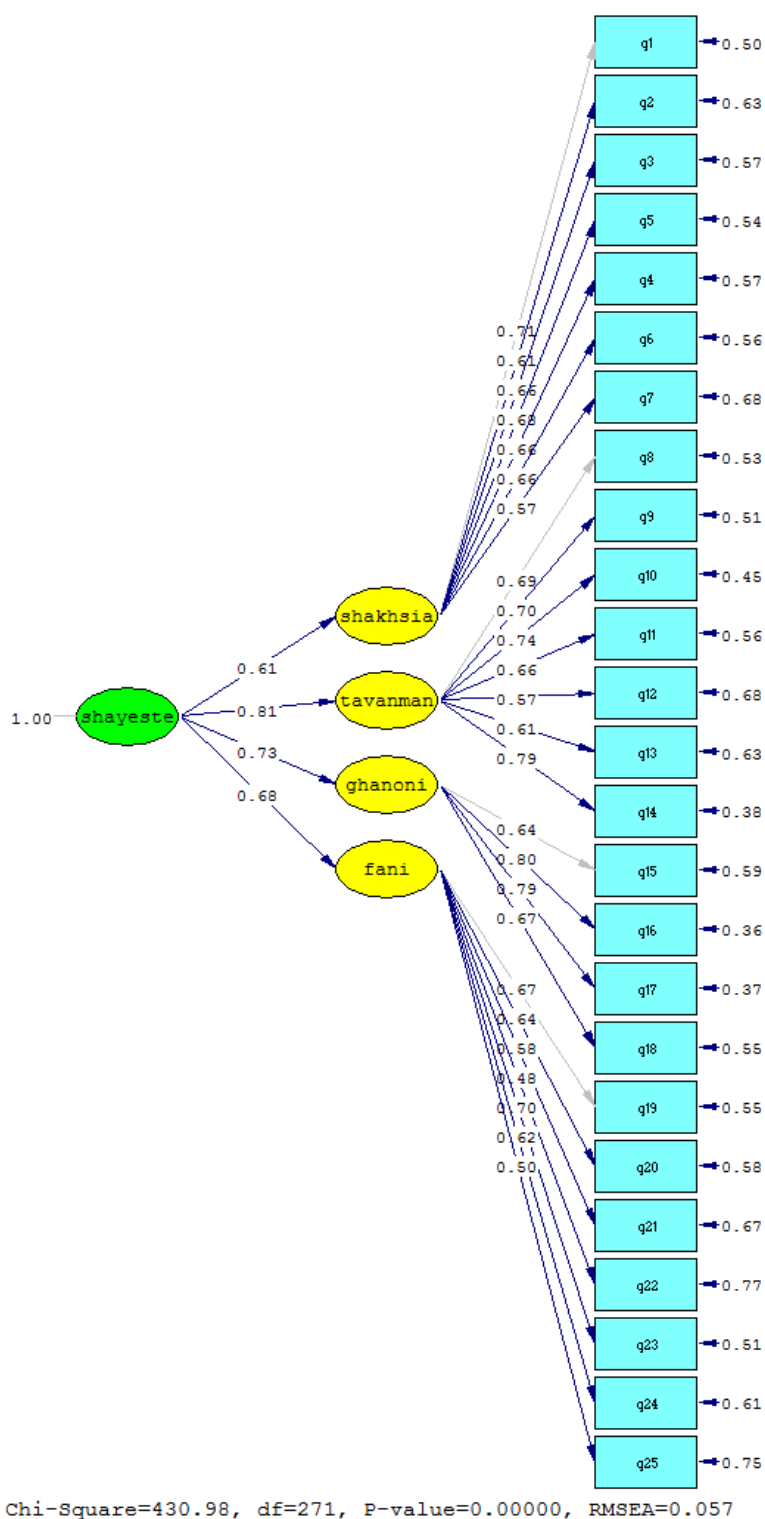 q1 0.50
q2 0.63
q3 0.57
q5 0.54
q4 0.57
q6 0.56
q7 0.68
q8 0.53
q9 0.51
q10 0.45
q11 0.56
q12 0.68
q13 0.63
q14 0.38
q15 0.59
q16 0.36
q17 0.37
q18 0.55
q19 0.55
q20 0.58
q21 0.67
q22 0.77
q23 0.51
q24 0.61
q25 0.75
0.71
0.61
0.66
0.68
0.66
0.66
0.57
0.69
0.70
0.74
0.66
0.57
0.61
0.79
0.64
0.80
0.79
0.67
0.67
0.64
0.58
0.48
0.70
0.62
0.50
shakhsia
tavanman
ghanoni
fani
0.61
0.81
0.73
0.68
1.00 shayeste
Chi-Square=430.98, df=271, P-value=0.00000, RMSEA=0.057